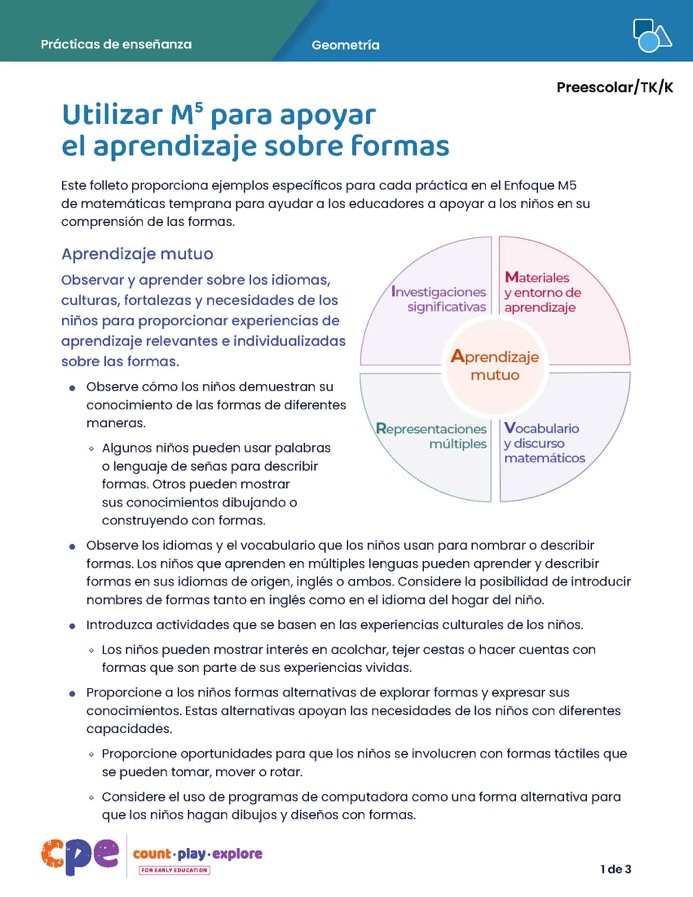 Prácticas de enseñanza
Geometría
Preescolar/TK/K
Utilizar M⁵ para apoyar
el aprendizaje sobre formas
Este folleto proporciona ejemplos específicos para cada práctica en el Enfoque M5
de matemáticas temprana para ayudar a los educadores a apoyar a los niños en su
comprensión de las formas.
Aprendizaje mutuo
Observar y aprender sobre los idiomas,
culturas, fortalezas y necesidades de los
niños para proporcionar experiencias de
aprendizaje relevantes e individualizadas
sobre las formas.
Investigaciones
significativas
Materiales
y entorno de
aprendizaje
Aprendizaje
mutuo
Representaciones
múltiples
Vocabulario
y discurso
matemáticos
● Observe cómo los niños demuestran su
conocimiento de las formas de diferentes
maneras.
⋄ Algunos niños pueden usar palabras
o lenguaje de señas para describir
formas. Otros pueden mostrar
sus conocimientos dibujando o
construyendo con formas.
● Observe los idiomas y el vocabulario que los niños usan para nombrar o describir
formas. Los niños que aprenden en múltiples lenguas pueden aprender y describir
formas en sus idiomas de origen, inglés o ambos. Considere la posibilidad de introducir
nombres de formas tanto en inglés como en el idioma del hogar del niño.
● Introduzca actividades que se basen en las experiencias culturales de los niños.
⋄ Los niños pueden mostrar interés en acolchar, tejer cestas o hacer cuentas con
formas que son parte de sus experiencias vividas.
● Proporcione a los niños formas alternativas de explorar formas y expresar sus
conocimientos. Estas alternativas apoyan las necesidades de los niños con diferentes
capacidades.
⋄ Proporcione oportunidades para que los niños se involucren con formas táctiles que
se pueden tomar, mover o rotar.
⋄ Considere el uso de programas de computadora como una forma alternativa para
que los niños hagan dibujos y diseños con formas.
cpe
count·play·explore
FOR EARLY EDUCATION
1 de 3